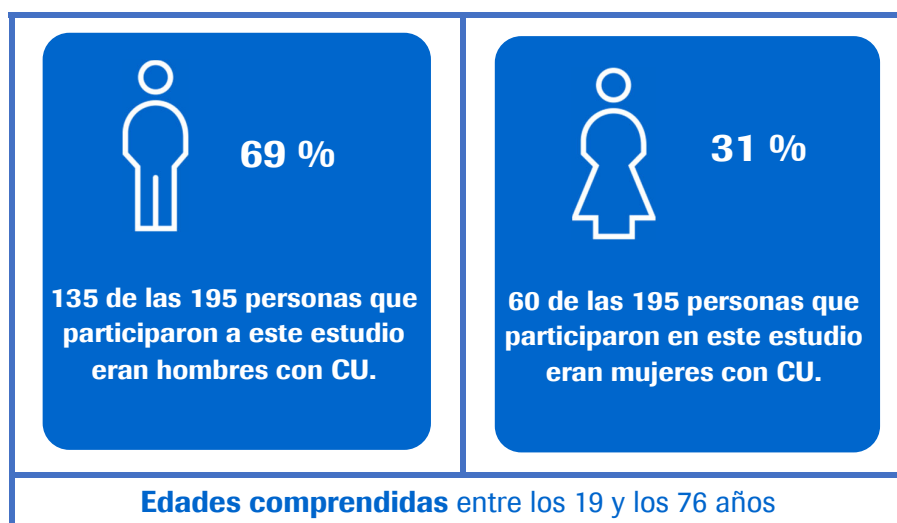 69 %
135 de las 195 personas que
participaron a este estudio
eran hombres con CU.
31 %
60 de las 195 personas que
participaron en este estudio
eran mujeres con CU.
Edades comprendidas entre los 19 y los 76 años